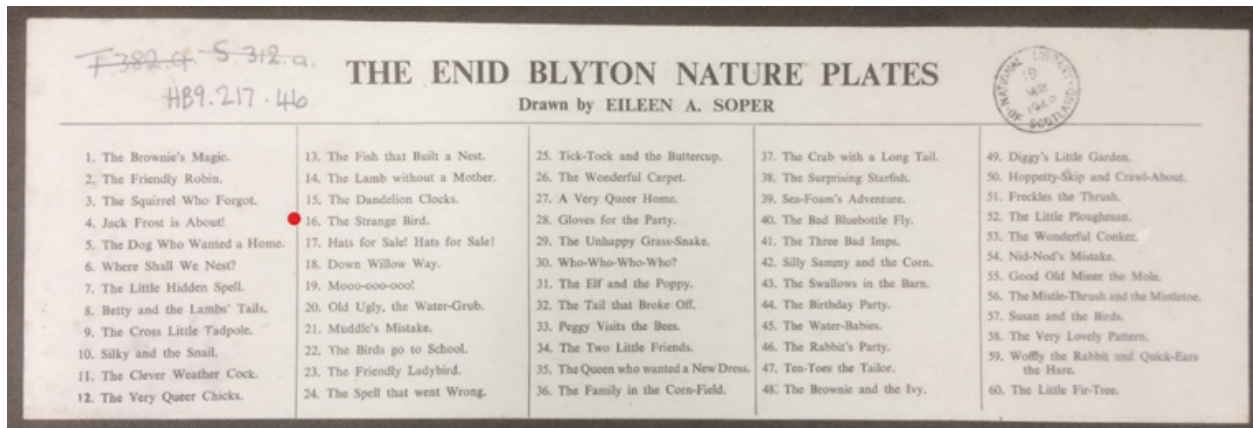 F382.a. S.312.a.
HB9.217.46
THE ENID BLYTON NATURE PLATES
Drawn by EILEEN A. SOPER
NATIONAL LIBRARY
19
MAY
OF SCOTLAND
1. The Brownie's Magic.
2. The Friendly Robin.
3. The Squirrel Who Forgot.
4. Jack Frost is About!
5. The Dog Who Wanted a Home.
6. Where Shall We Nest?
7. The Little Hidden Spell.
8. Betty and the Lambs' Tails.
9. The Cross Little Tadpole.
10. Silky and the Snail.
11. The Clever Weather Cock.
12. The Very Queer Chicks.
13. The Fish that Built a Nest.
14. The Lamb without a Mother.
15. The Dandelion Clocks.
16. The Strange Bird.
17. Hats for Sale! Hats for Sale!
18. Down Willow Way.
19. Mooo-ooo-ooo!
20. Old Ugly, the Water-Grub.
21. Muddle's Mistake.
22. The Birds go to School.
23. The Friendly Ladybird.
24. The Spell that went Wrong.
25. Tick-Tock and the Buttercup.
26. The Wonderful Carpet.
27. A Very Queer Home.
28. Gloves for the Party.
29. The Unhappy Grass-Snake.
30. Who-Who-Who-Who?
31. The Elf and the Poppy.
32. The Tail that Broke Off.
33. Peggy Visits the Bees.
34. The Two Little Friends.
35. The Queen who wanted a New Dress.
36. The Family in the Corn-Field.
37. The Crab with a Long Tail.
38. The Surprising Starfish.
39. Sea-Foam's Adventure.
40. The Bad Bluebottle Fly.
41. The Three Bad Imps.
42. Silly Sammy and the Corn.
43. The Swallows in the Barn.
44. The Birthday Party.
45. The Water-Babies.
46. The Rabbit's Party.
47. Ten-Toes the Tailor.
48. The Brownie and the Ivy.
49. Diggy's Little Garden.
50. Hoppetty-Skip and Crawl-About.
51. Freckles the Thrush.
52. The Little Ploughman.
53. The Wonderful Conker.
54. Nid-Nod's Mistake.
55. Good Old Miner the Mole.
56. The Mistle-Thrush and the Mistletoe.
57. Susan and the Birds.
58. The Very Lovely Pattern.
59. Woffly the Rabbit and Quick-Ears
the Hare.
60. The Little Fir-Tree.